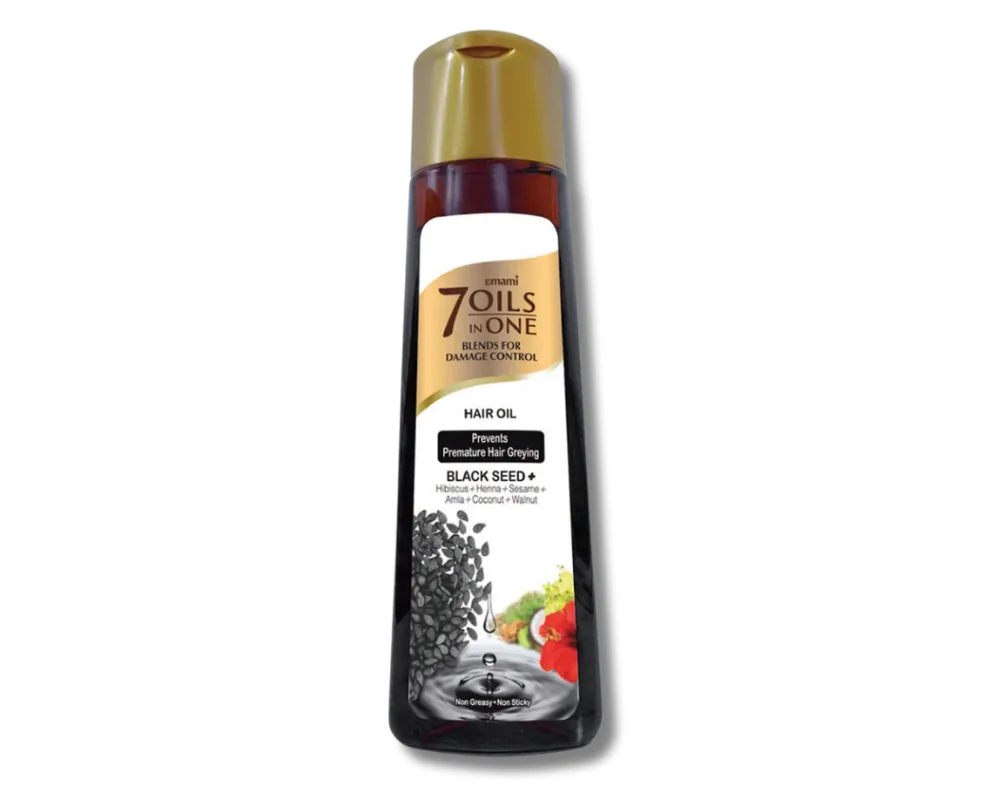 emami
7 OILS
IN ONE
BLENDS FOR
DAMAGE CONTROL
HAIR OIL
Prevents
Premature Hair Greying
BLACK SEED +
Hibiscus + Henna + Sesame +
Amla + Coconut + Walnut
Non Greasy • Non Sticky